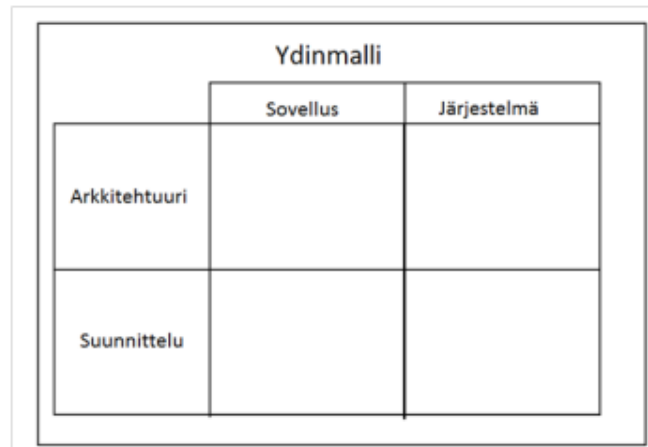 Ydinmalli
Sovellus Järjestelmä
Arkkitehtuuri
Suunnittelu